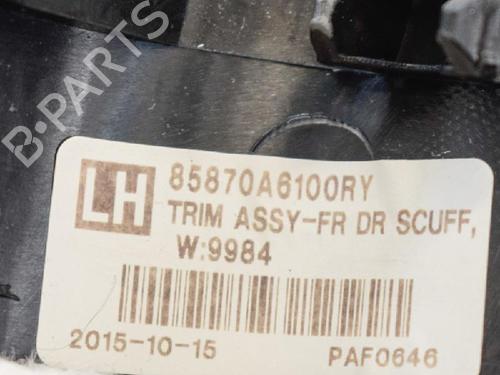 B-PARTS
LH
85870A6100RY
TRIM ASSY-FR DR SCUFF,
W:9984
2015-10-15
PAF0646